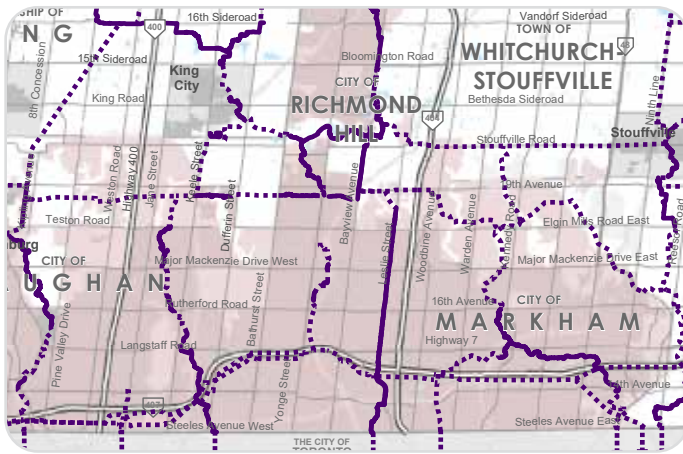 SHIP OF
N G
16th Sideroad
400
15th Sideroad
8th Concession
King
City
King Road
Vandorf Sideroad
TOWN OF
WHITCHURCH-
STOUFFVILLE
48
Bloomington Road
CITY OF
RICHMOND
HILL
Bethesda Sideroad
404
Ninth Line
Stouffville
Stouffville Road
Weston Road
Highway 400
Jane Street
Keele Street
Dufferin Street
Bayview Avenue
19th Avenue
Teston Road
Leslie Street
Woodbine Avenue
Warden Avenue
Kennedy Road
Elgin Mills Road East
Reesor Road
burg
CITY OF
UGHAN
Major Mackenzie Drive West
Major Mackenzie Drive East
Rutherford Road
Bathurst Street
16th Avenue
CITY OF
MARKHAM
Pine Valley Drive
Langstaff Road
Highway 7
Yonge Street
14th Avenue
407
Steeles Avenue West
Steeles Avenue East
THE CITY OF
TORONTO